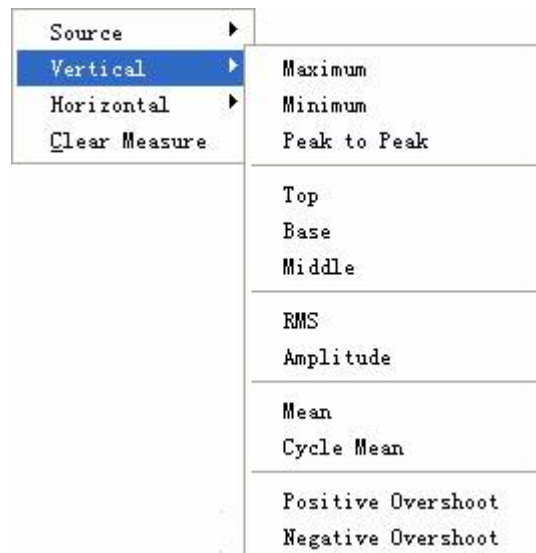 Source
Vertical
Horizontal
Clear Measure
Maximum
Minimum
Peak to Peak
Top
Base
Middle
RMS
Amplitude
Mean
Cycle Mean
Positive Overshoot
Negative Overshoot